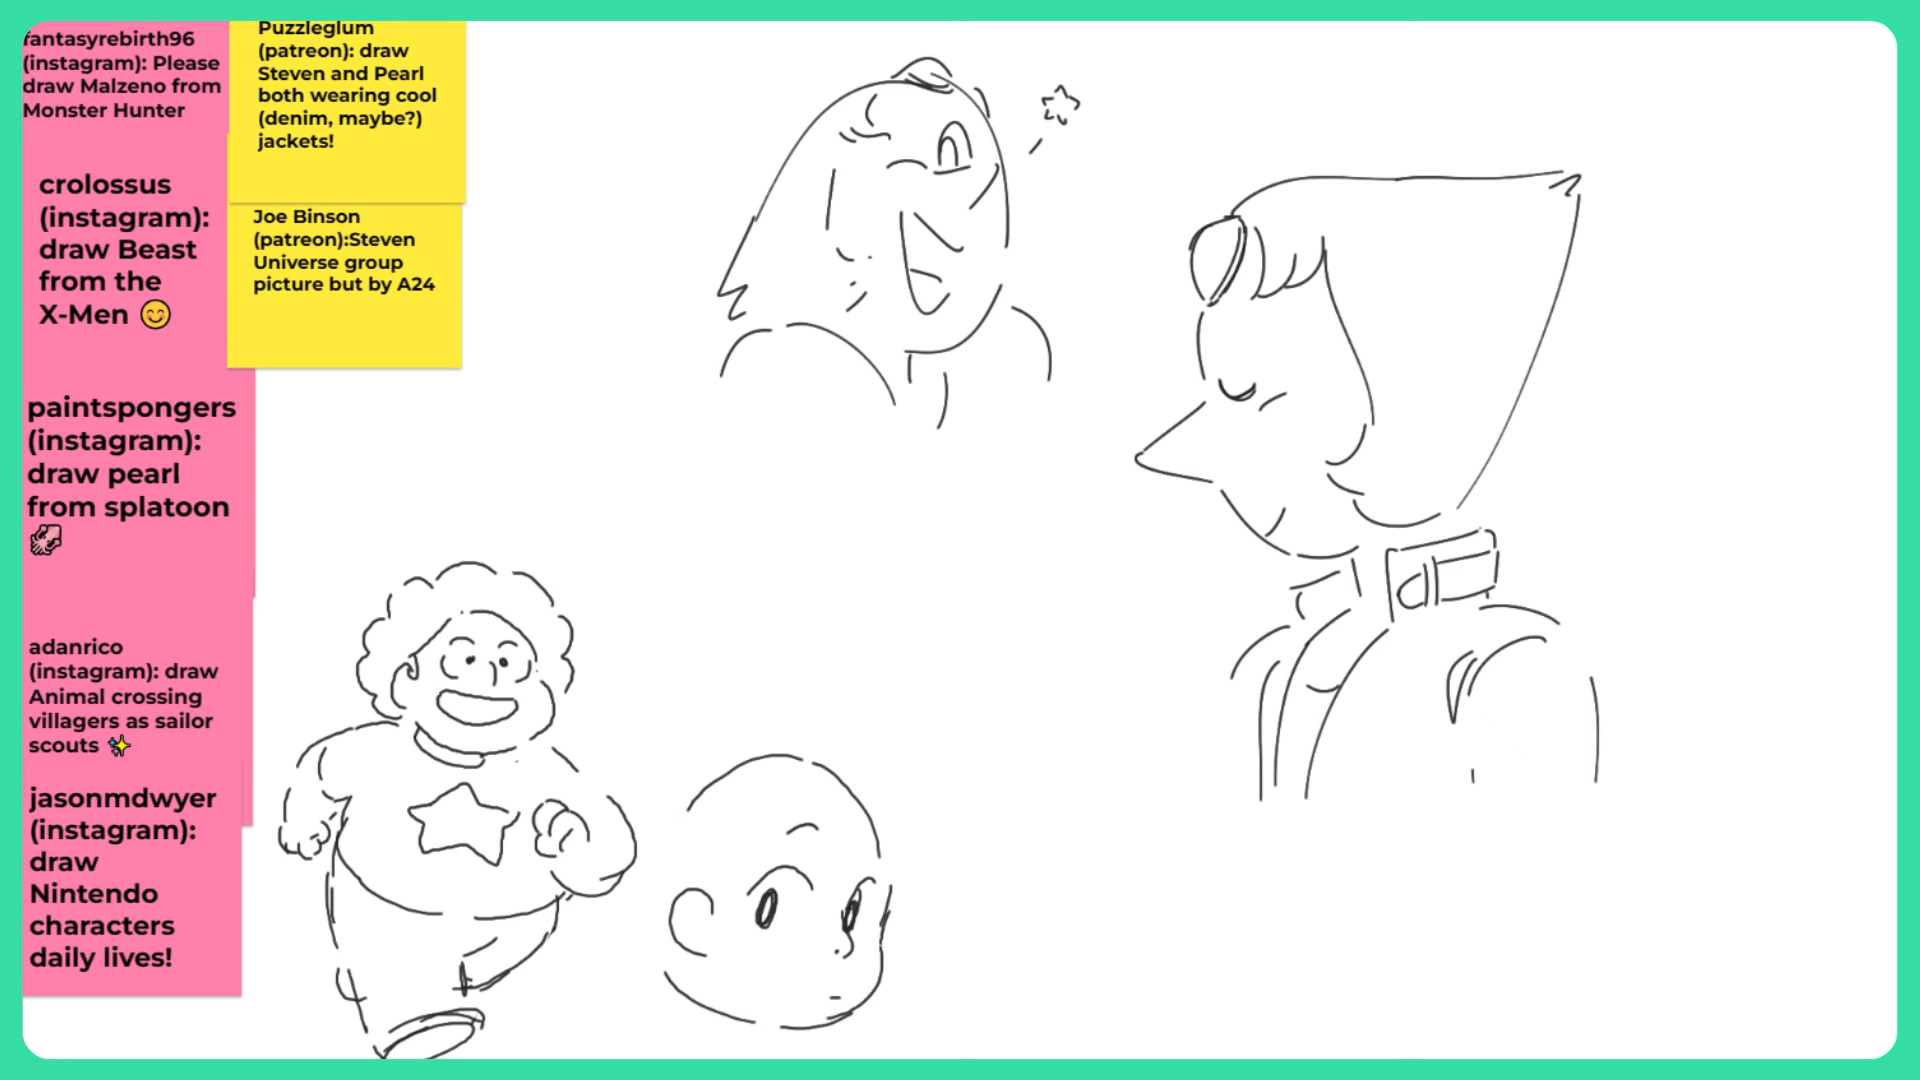 fantasyrebirth96
(instagram): Please
draw Malzeno from
Monster Hunter
crolossus
(instagram):
draw Beast
from the
X-Men 😊
paintspongers
(instagram):
draw pearl
from splatoon
🦑
adanrico
(instagram): draw
Animal crossing
villagers as sailor
scouts ✨
jasonmdwyer
(instagram):
draw
Nintendo
characters
daily lives!
Puzzleglum
(patreon): draw
Steven and Pearl
both wearing cool
(denim, maybe?)
jackets!
Joe Binson
(patreon):Steven
Universe group
picture but by A24